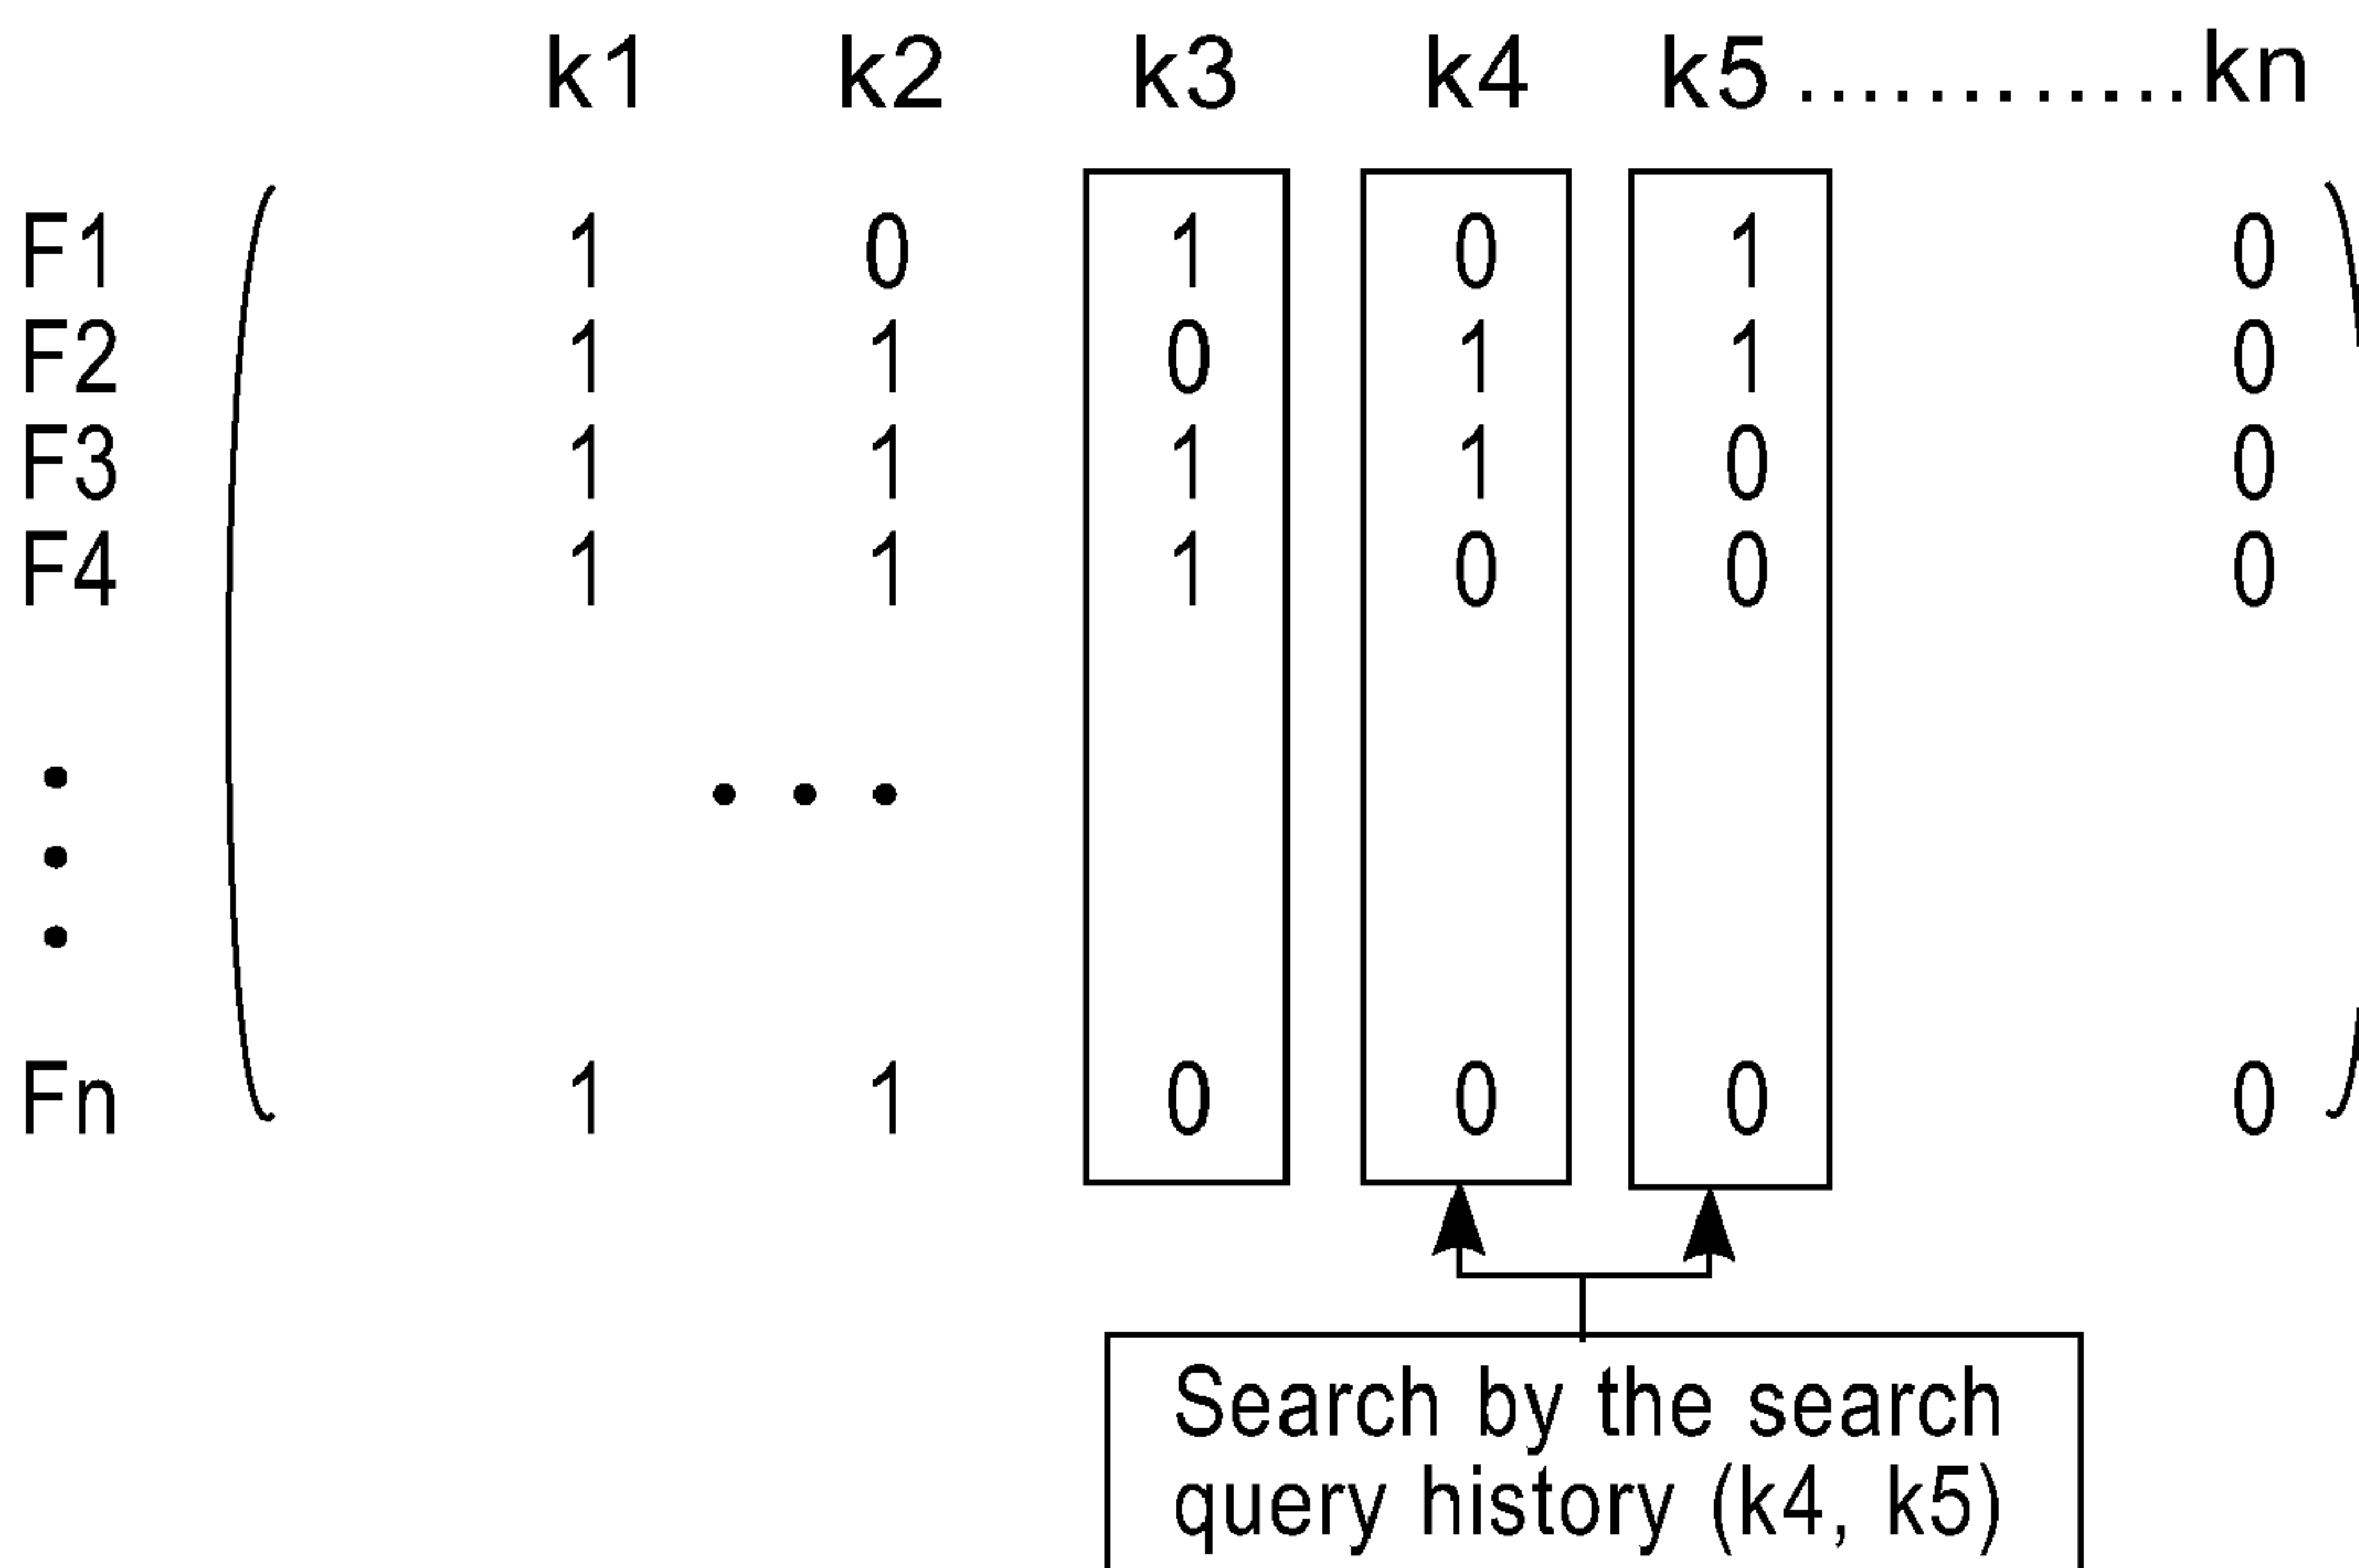 k1 k2 k3 k4 k5 ............ kn
F1 1 0 1 0 1 0
F2 1 1 0 1 1 0
F3 1 1 1 1 0 0
F4 1 1 1 0 0 0
Fn 1 1 0 0 0 0
Search by the search
query history (k4, k5)